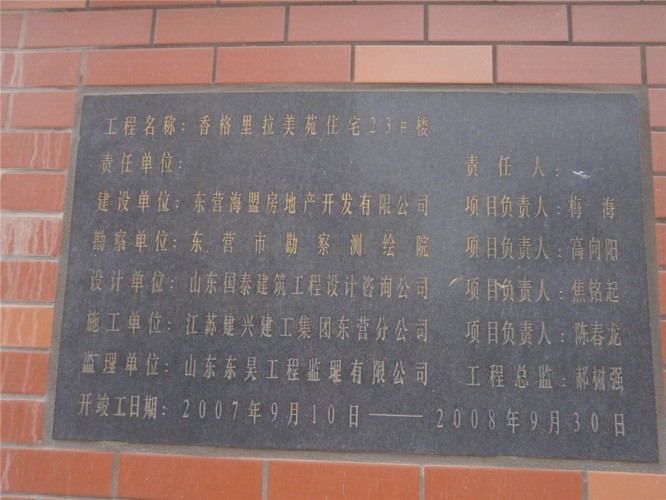 工程名称：香格里拉美苑住宅23#楼
责任单位： 责任人：
建设单位：东营海盟房地产开发有限公司 项目负责人：梅海
勘察单位：东营市勘察测绘院 项目负责人：高向阳
设计单位：山东国泰建筑工程设计咨询公司 项目负责人：焦铭起
施工单位：江苏健兴建工集团东营分公司 项目负责人：陈春龙
监理单位：山东东昊工程监理有限公司 工程总监：郝树强
开竣工日期：2007年9月10日——2008年9月30日